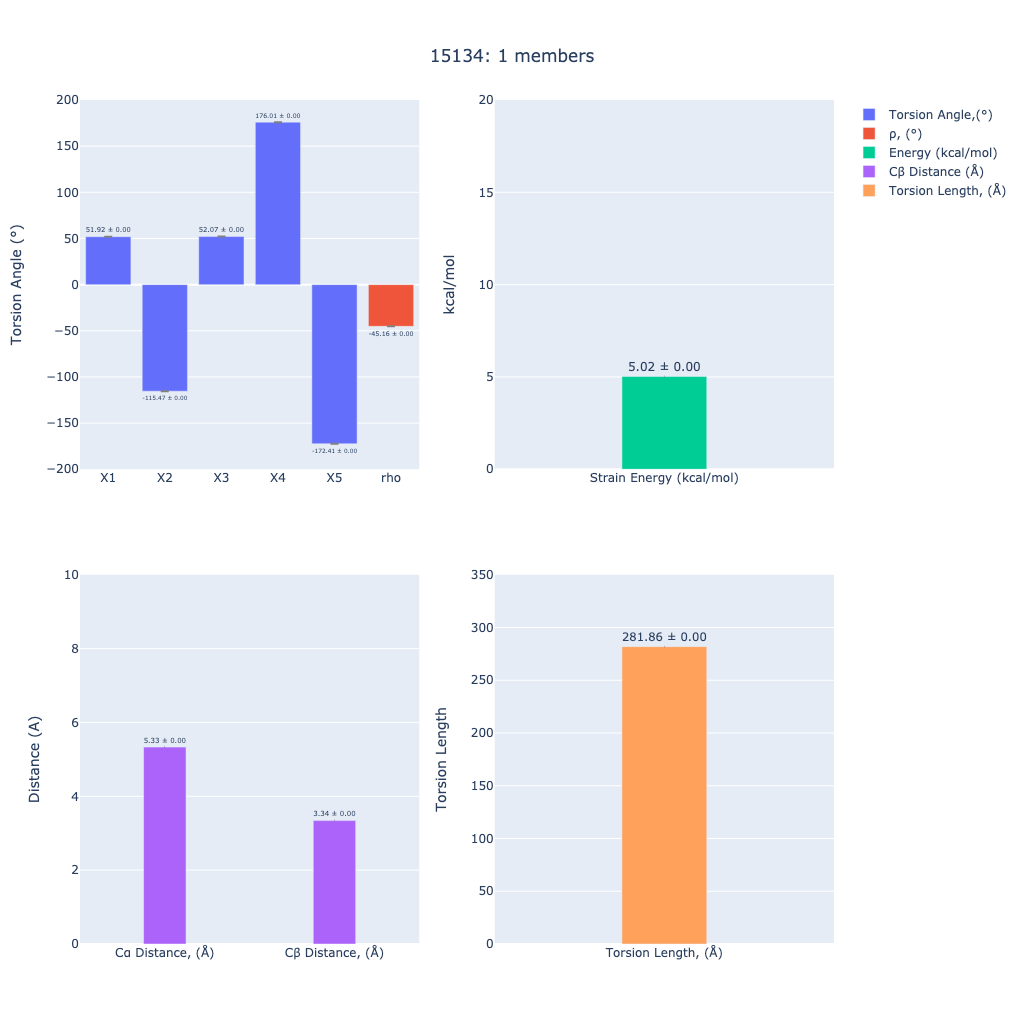 15134: 1 members
Torsion Angle (°)
200
150
100
50
0
−50
−100
−150
−200
51.92 ± 0.00
-115.47 ± 0.00
52.07 ± 0.00
176.01 ± 0.00
-172.41 ± 0.00
-45.16 ± 0.00
X1 X2 X3 X4 X5 rho
kcal/mol
20
15
10
5
0
5.02 ± 0.00
Strain Energy (kcal/mol)
Torsion Angle,(°)
ρ, (°)
Energy (kcal/mol)
Cβ Distance (Å)
Torsion Length, (Å)
Distance (A)
10
8
6
4
2
0
5.33 ± 0.00
3.34 ± 0.00
Cα Distance, (Å) Cβ Distance, (Å)
Torsion Length
350
300
250
200
150
100
50
0
281.86 ± 0.00
Torsion Length, (Å)